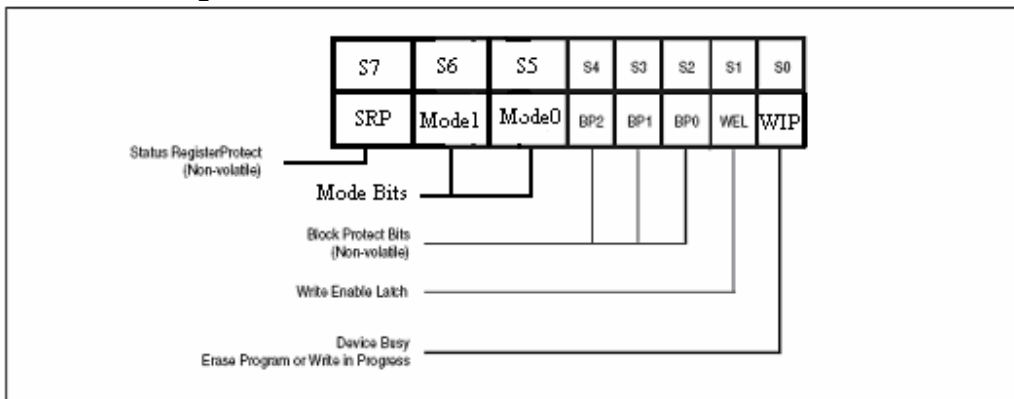 S7 S6 S5 S4 S3 S2 S1 S0
SRP Mode1 Mode0 BP2 BP1 BP0 WEL WIP
Status RegisterProtect
(Non-volatile)
Mode Bits
Block Protect Bits
(Non-volatile)
Write Enable Latch
Device Busy
Erase Program or Write in Progress